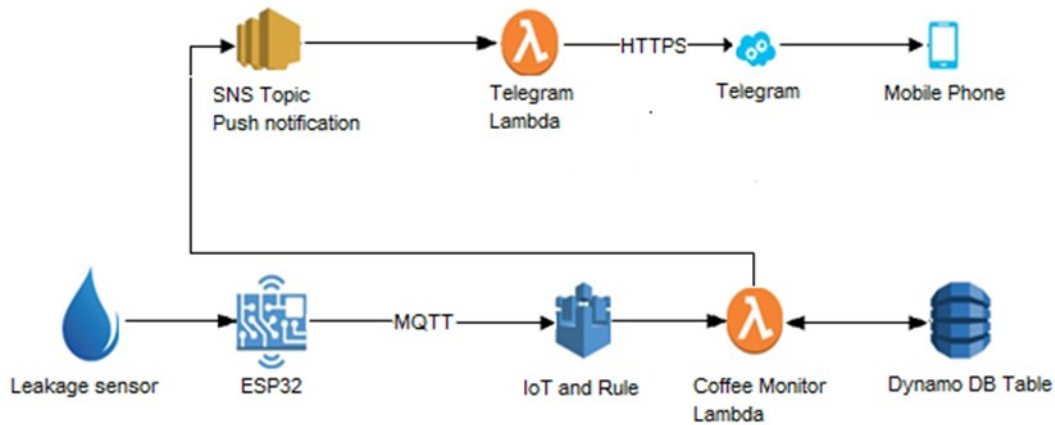 HTTPS
SNS Topic
Push notification
Telegram
Lambda
Telegram
Mobile Phone
MQTT
Leakage sensor
ESP32
IoT and Rule
Coffee Monitor
Lambda
Dynamo DB Table